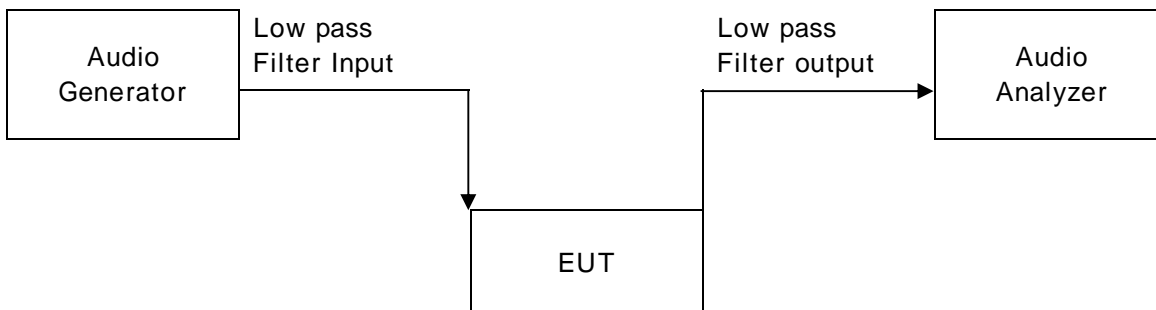 Audio
Generator
Low pass
Filter Input
Low pass
Filter output
Audio
Analyzer
EUT